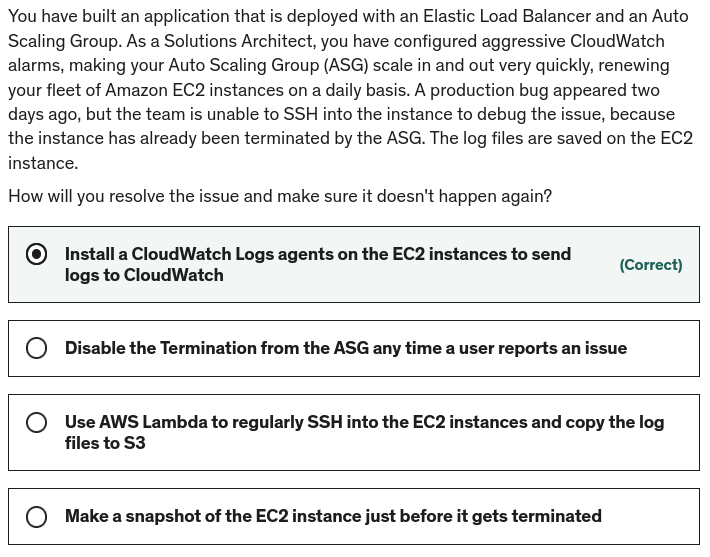 You have built an application that is deployed with an Elastic Load Balancer and an Auto
Scaling Group. As a Solutions Architect, you have configured aggressive CloudWatch
alarms, making your Auto Scaling Group (ASG) scale in and out very quickly, renewing
your fleet of Amazon EC2 instances on a daily basis. A production bug appeared two
days ago, but the team is unable to SSH into the instance to debug the issue, because
the instance has already been terminated by the ASG. The log files are saved on the EC2
instance.
How will you resolve the issue and make sure it doesn't happen again?
Install a CloudWatch Logs agents on the EC2 instances to send
logs to CloudWatch
(Correct)
Disable the Termination from the ASG any time a user reports an issue
Use AWS Lambda to regularly SSH into the EC2 instances and copy the log
files to S3
Make a snapshot of the EC2 instance just before it gets terminated